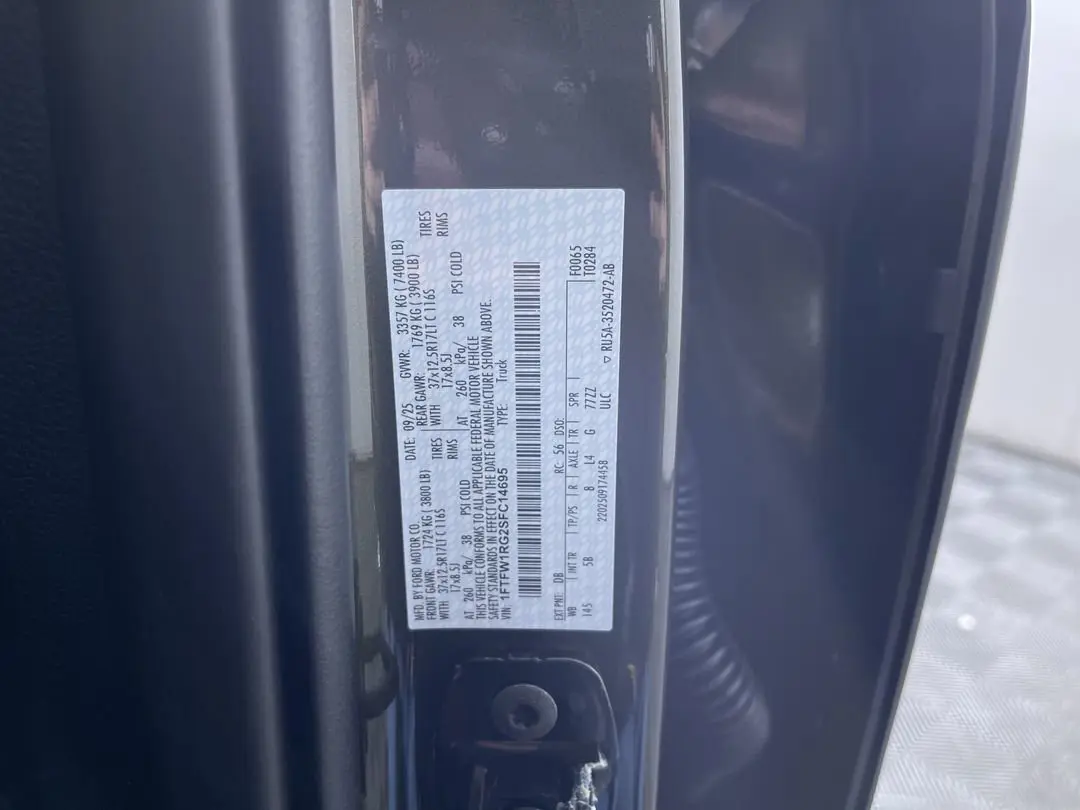 MFD. BY FORD MOTOR CO. DATE: 09/25 GVWR: 3357 KG ( 7400 LB)
FRONT GAWR: 1724 KG ( 3800 LB) REAR GAWR: 1769 KG ( 3900 LB)
WITH 37x12.5R17LT C 116S TIRES WITH 37x12.5R17LT C 116S TIRES
17x8.5J RIMS 17x8.5J RIMS
AT 260 kPa/ 38 PSI COLD AT 260 kPa/ 38 PSI COLD
THIS VEHICLE CONFORMS TO ALL APPLICABLE FEDERAL MOTOR VEHICLE
SAFETY STANDARDS IN EFFECT ON THE DATE OF MANUFACTURE SHOWN ABOVE.
VIN: 1FTFW1RG2SFC14695 TYPE: Truck
EXT PNT: DB RC: 56 DSO: F0065
WB INT TR TP/PS R AXLE TR SPR T0284
145 5B 8 L4 G 77ZZ
2202509174458 ULC ▽ RU5A-3520472-AB